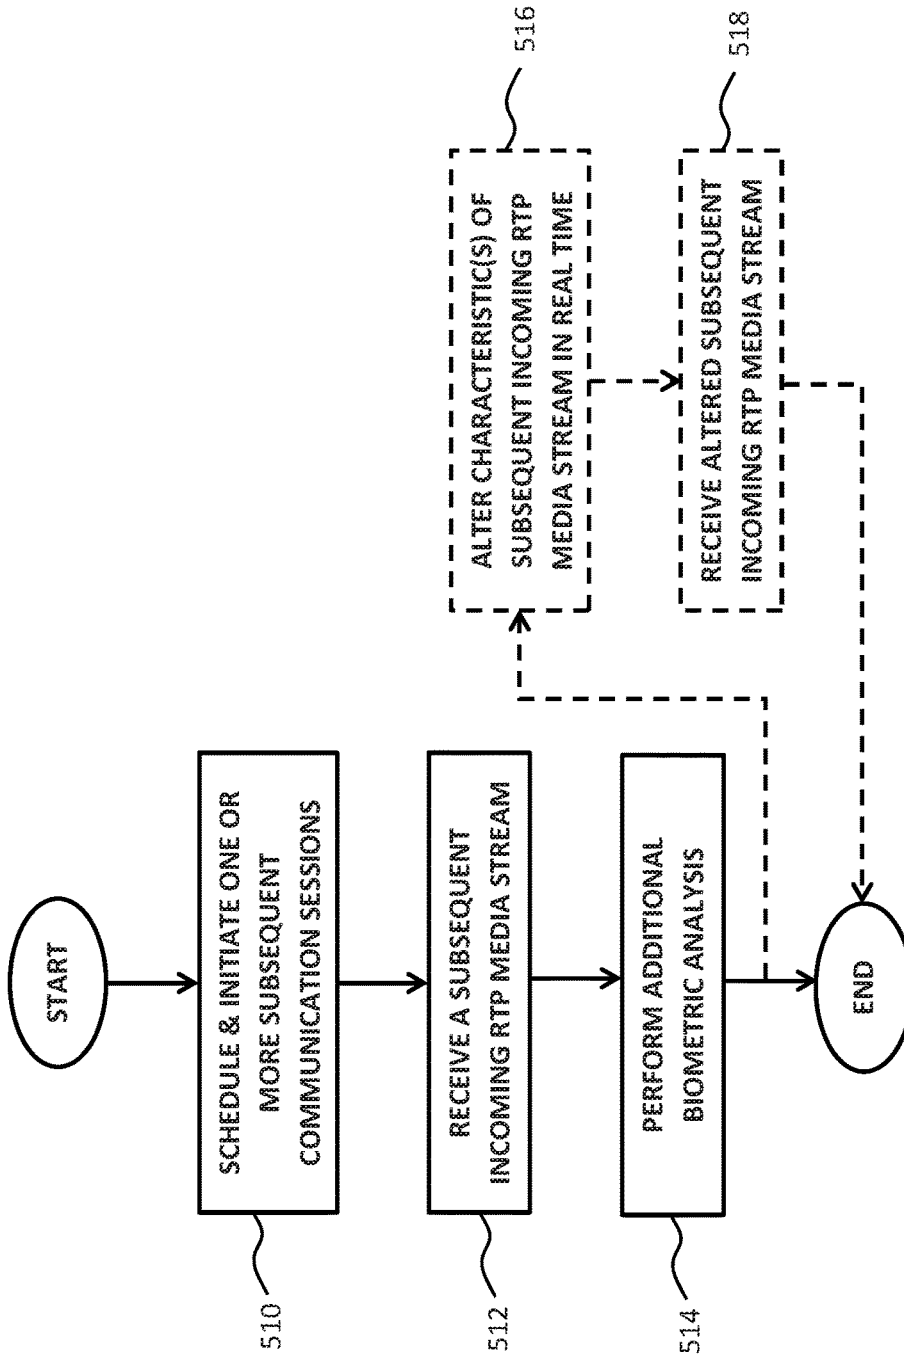 START
SCHEDULE & INITIATE ONE OR
MORE SUBSEQUENT
COMMUNICATION SESSIONS
510
RECEIVE A SUBSEQUENT
INCOMING RTP MEDIA STREAM
512
PERFORM ADDITIONAL
BIOMETRIC ANALYSIS
514
ALTER CHARACTERISTIC(S) OF
SUBSEQUENT INCOMING RTP
MEDIA STREAM IN REAL TIME
516
RECEIVE ALTERED SUBSEQUENT
INCOMING RTP MEDIA STREAM
518
END